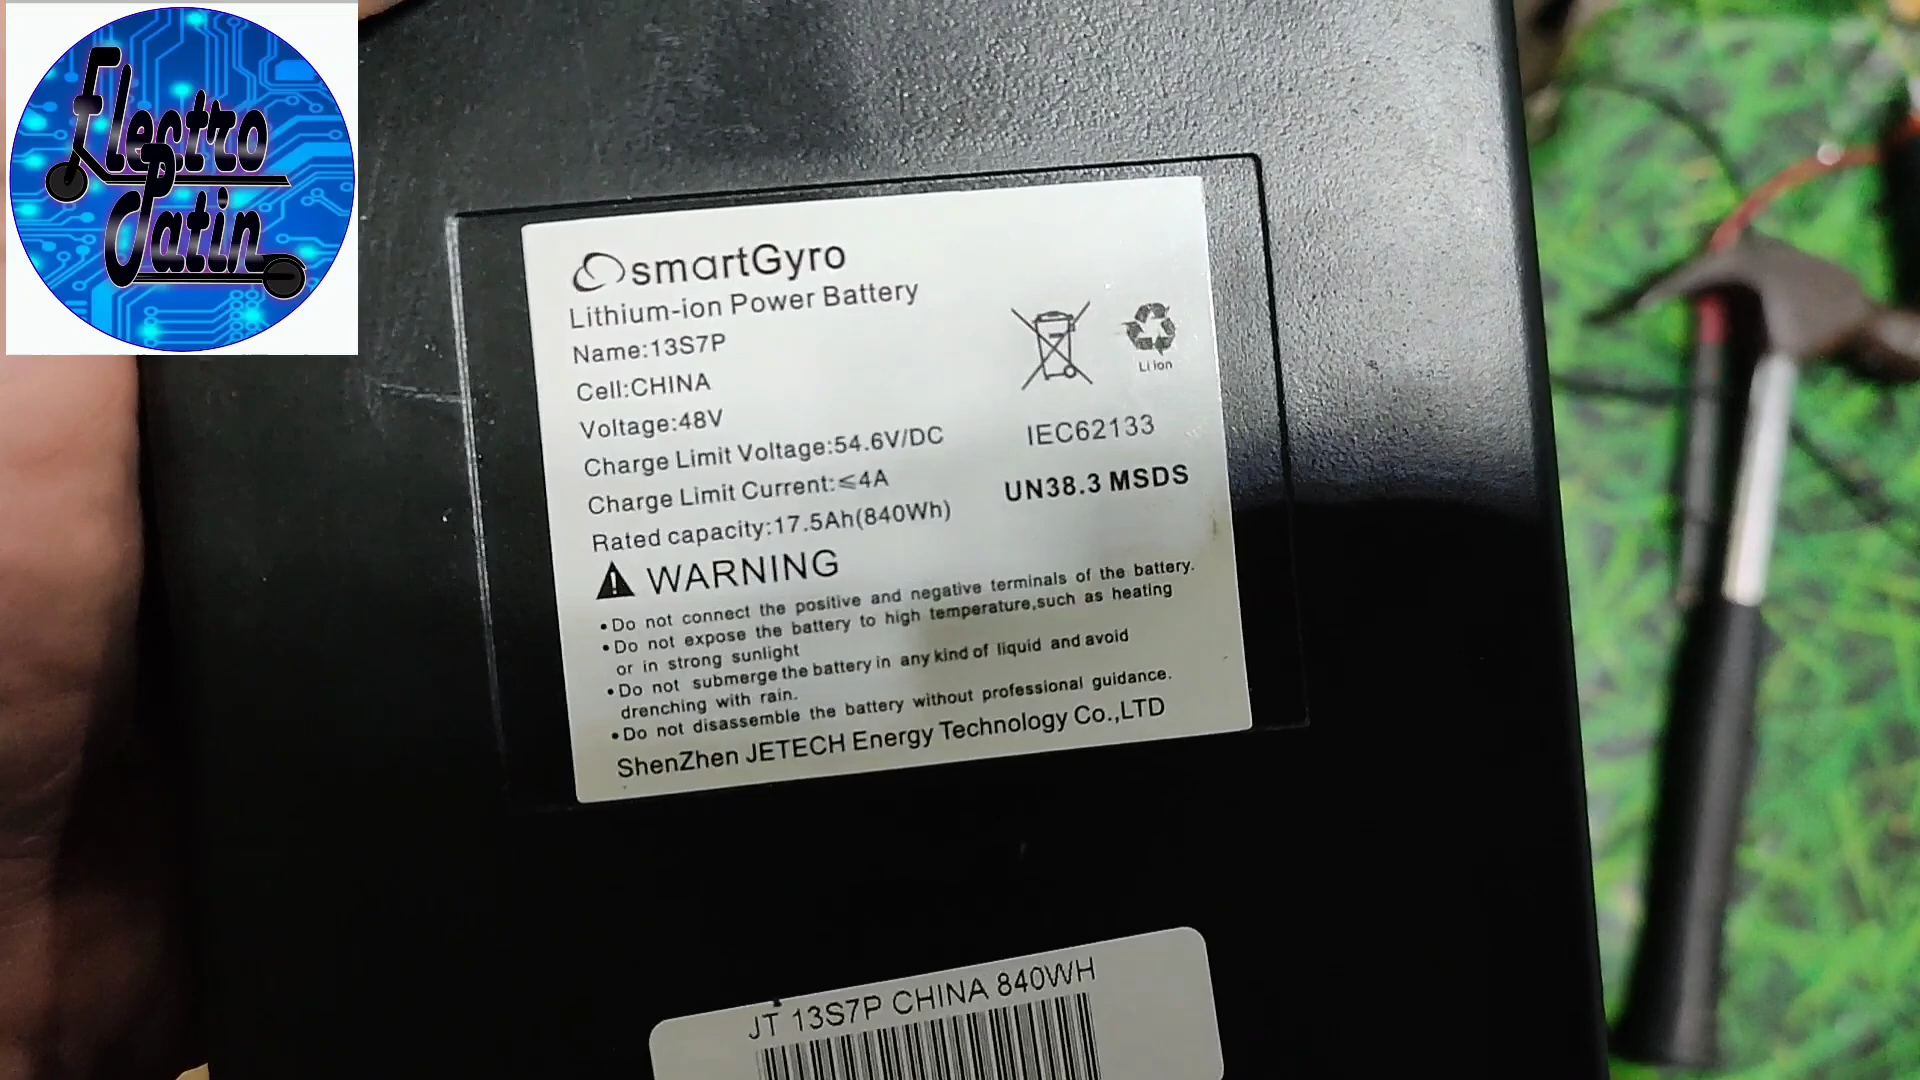 Electro
Patin
smartGyro
Lithium-ion Power Battery
Name:13S7P
Cell:CHINA
Voltage:48V
Charge Limit Voltage:54.6V/DC
Charge Limit Current:≤4A
Rated capacity:17.5Ah(840Wh)
Li ion
IEC62133
UN38.3 MSDS
WARNING
•Do not connect the positive and negative terminals of the battery.
•Do not expose the battery to high temperature,such as heating
or in strong sunlight
•Do not submerge the battery in any kind of liquid and avoid
drenching with rain.
•Do not disassemble the battery without professional guidance.
ShenZhen JETECH Energy Technology Co.,LTD
JT 13S7P CHINA 840WH